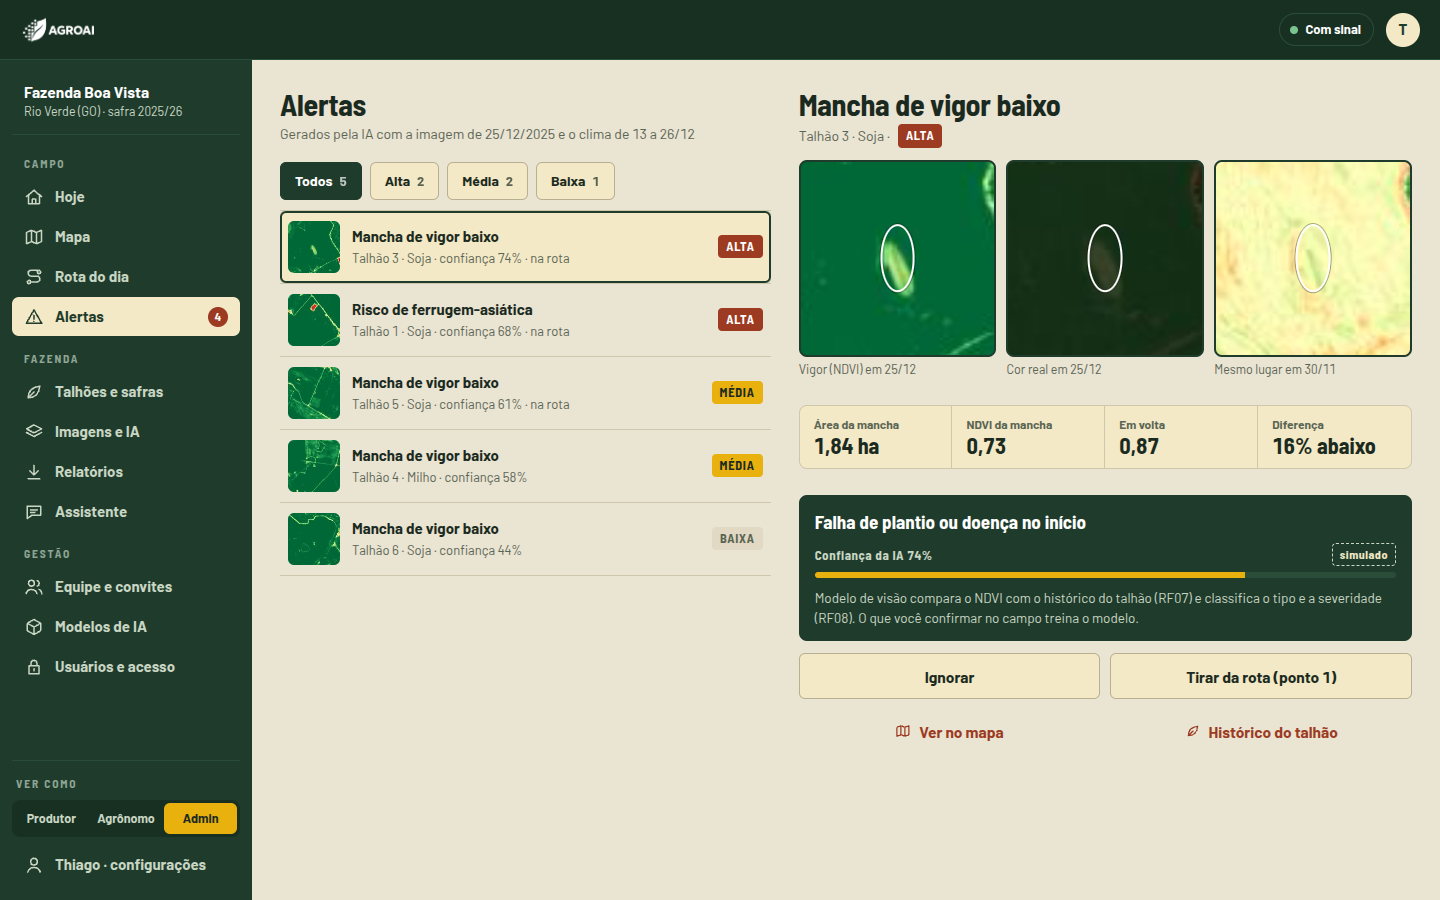 AGROAI
Com sinal
T
Fazenda Boa Vista
Rio Verde (GO) · safra 2025/26
CAMPO
Hoje
Mapa
Rota do dia
Alertas 4
FAZENDA
Talhões e safras
Imagens e IA
Relatórios
Assistente
GESTÃO
Equipe e convites
Modelos de IA
Usuários e acesso
VER COMO
Produtor Agrônomo Admin
Thiago · configurações
Alertas
Gerados pela IA com a imagem de 25/12/2025 e o clima de 13 a 26/12
Todos 5 Alta 2 Média 2 Baixa 1
Mancha de vigor baixo
Talhão 3 · Soja · confiança 74% · na rota
ALTA
Risco de ferrugem-asiática
Talhão 1 · Soja · confiança 68% · na rota
ALTA
Mancha de vigor baixo
Talhão 5 · Soja · confiança 61% · na rota
MÉDIA
Mancha de vigor baixo
Talhão 4 · Milho · confiança 58%
MÉDIA
Mancha de vigor baixo
Talhão 6 · Soja · confiança 44%
BAIXA
Mancha de vigor baixo
Talhão 3 · Soja · ALTA
Vigor (NDVI) em 25/12
Cor real em 25/12
Mesmo lugar em 30/11
Área da mancha
1,84 ha
NDVI da mancha
0,73
Em volta
0,87
Diferença
16% abaixo
Falha de plantio ou doença no início
Confiança da IA 74%
simulado
Modelo de visão compara o NDVI com o histórico do talhão (RF07) e classifica o tipo e a severidade
(RF08). O que você confirmar no campo treina o modelo.
Ignorar
Tirar da rota (ponto 1)
Ver no mapa
Histórico do talhão